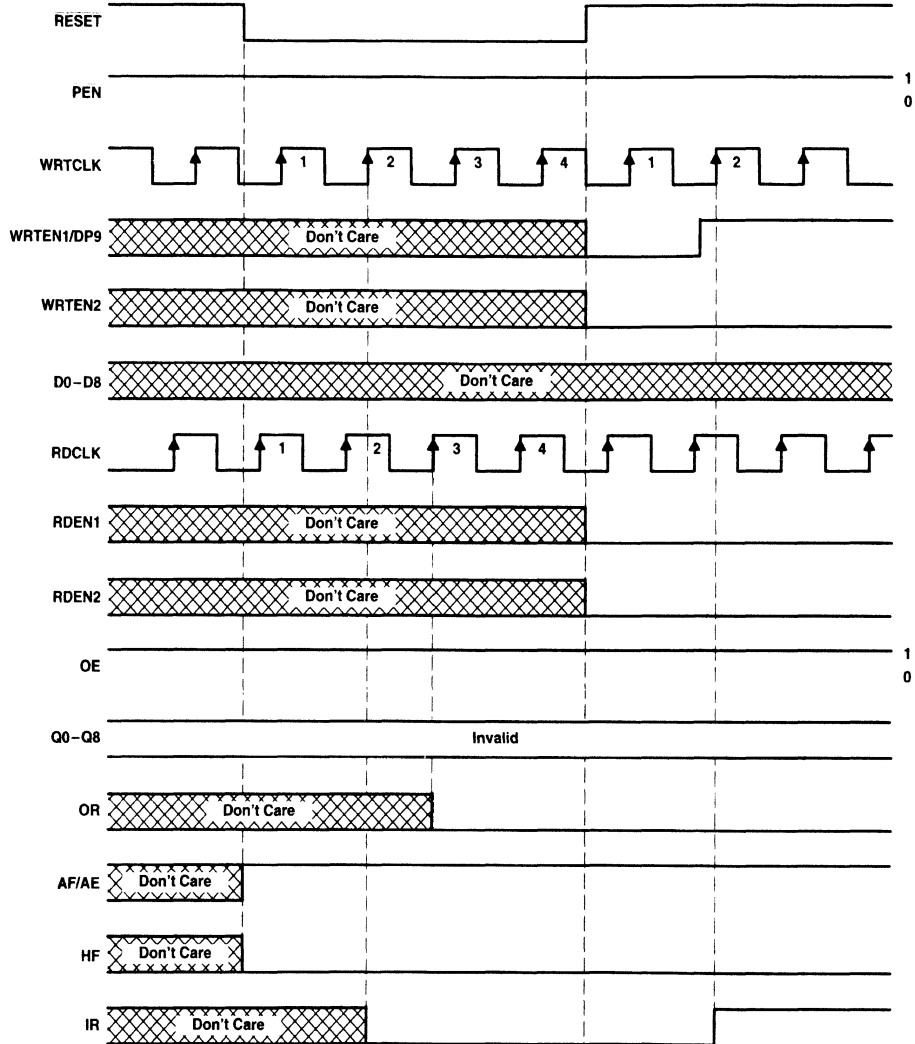 RESET
PEN
1
0
WRTCLK 1 2 3 4 1 2
WRTEN1/DP9 Don't Care
WRTEN2 Don't Care
D0–D8 Don't Care
RDCLK 1 2 3 4
RDEN1 Don't Care
RDEN2 Don't Care
OE
1
0
Q0–Q8 Invalid
OR Don't Care
AF/AE Don't Care
HF Don't Care
IR Don't Care